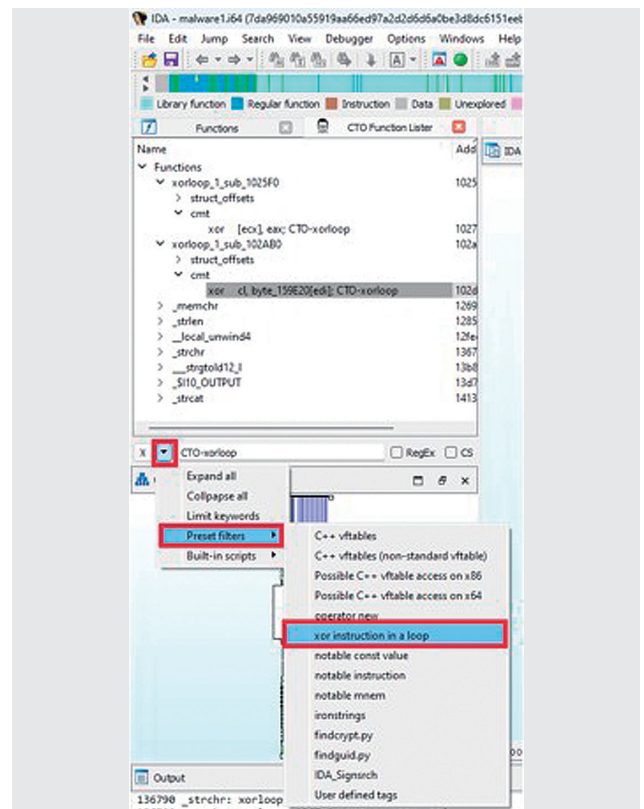 IDA - malware1.i64 (7da969010a55919aa66ed97a2d2d6d6a0be3d8dc6151eeb
File Edit Jump Search View Debugger Options Windows Help
Library function Regular function Instruction Data Unexplored
Functions CTO Function Lister IDA
Name Add
Functions
xorloop_1_sub_1025F0 1025
struct_offsets
cmt
xor [ecx], eax; CTO-xorloop 1027
xorloop_1_sub_102AB0 102a
struct_offsets
cmt
xor cl, byte_159E20[edi]; CTO-xorloop 102d
_memchr 1269
_strlen 1285
__local_unwind4 12fe
_strchr 1367
___strgtold12_l 13b8
_$I10_OUTPUT 13d7
_strcat 1413
X CTO-xorloop RegEx CS
Expand all
Collpapse all
Limit keywords
Preset filters
Built-in scripts
C++ vftables
C++ vftables (non-standard vftable)
Possible C++ vftable access on x86
Possible C++ vftable access on x64
operator new
xor instruction in a loop
notable const value
notable instruction
notable mnem
ironstrings
findcrypt.py
findguid.py
IDA_Signsrch
User defined tags
Output
136790 _strchr: xorloop